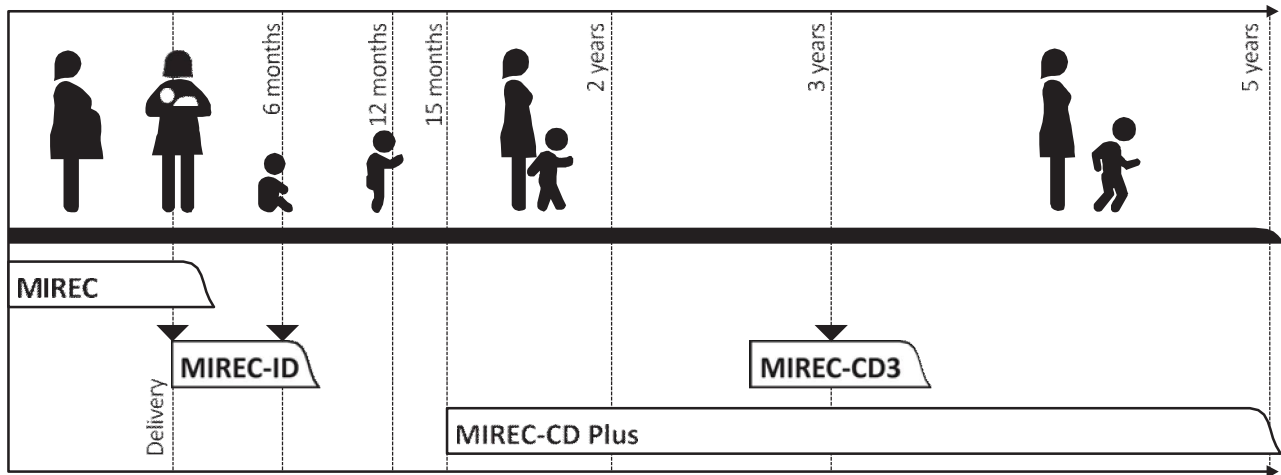 6 months
12 months
15 months
2 years
3 years
5 years
MIREC
MIREC-ID
MIREC-CD3
Delivery
MIREC-CD Plus